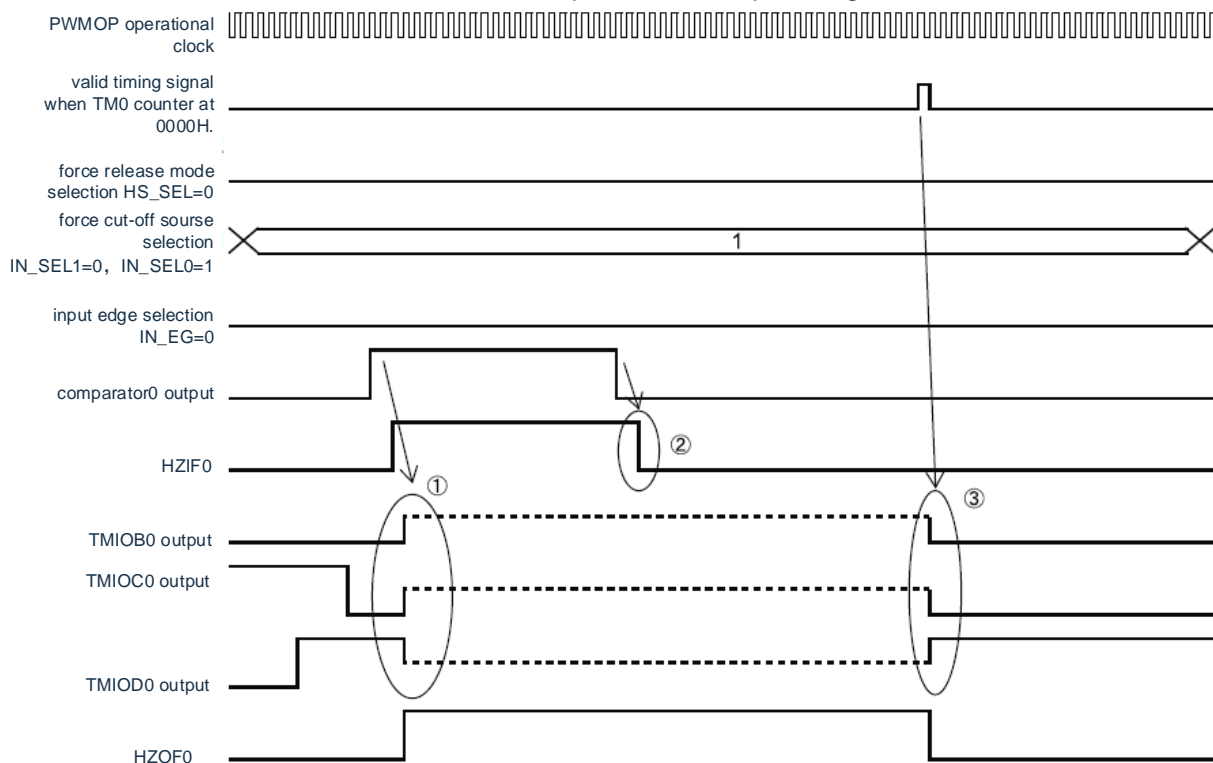 PWMOP operational
clock
valid timing signal
when TM0 counter at
0000H.
force release mode
selection HS_SEL=0
force cut-off sourse
selection
IN_SEL1=0, IN_SEL0=1
1
input edge selection
IN_EG=0
comparator0 output
②
HZIF0
①
③
TMIOB0 output
TMIOC0 output
TMIOD0 output
HZOF0